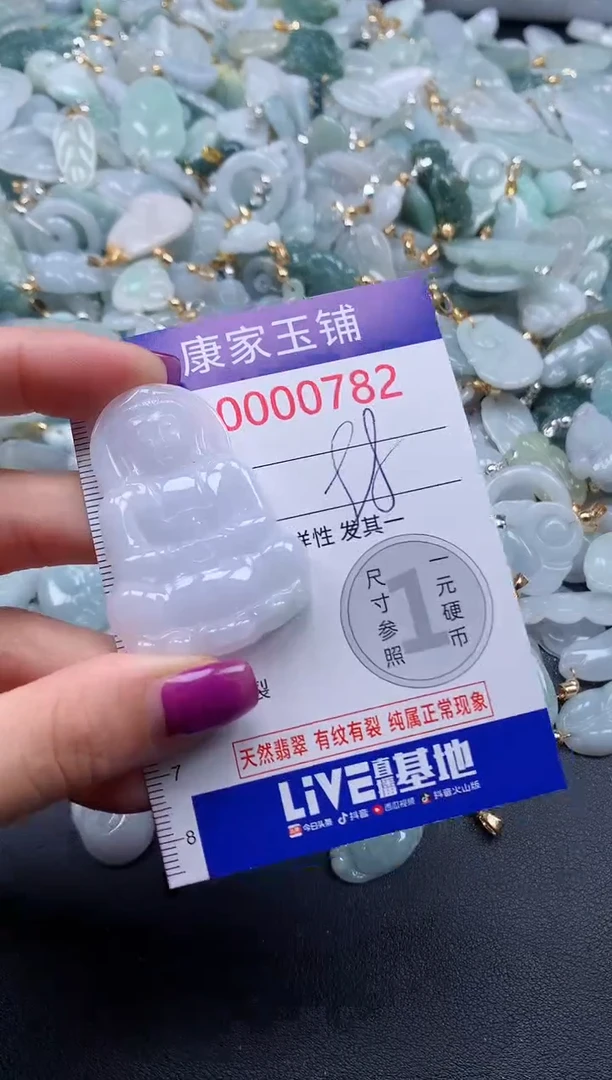 康家玉铺
0000782
样性 发其一
尺寸参照
1
一元硬币
裂
天然翡翠 有纹有裂 纯属正常现象
LIVE直播基地
今日头条 抖音 西瓜视频 抖音火山版
7
8